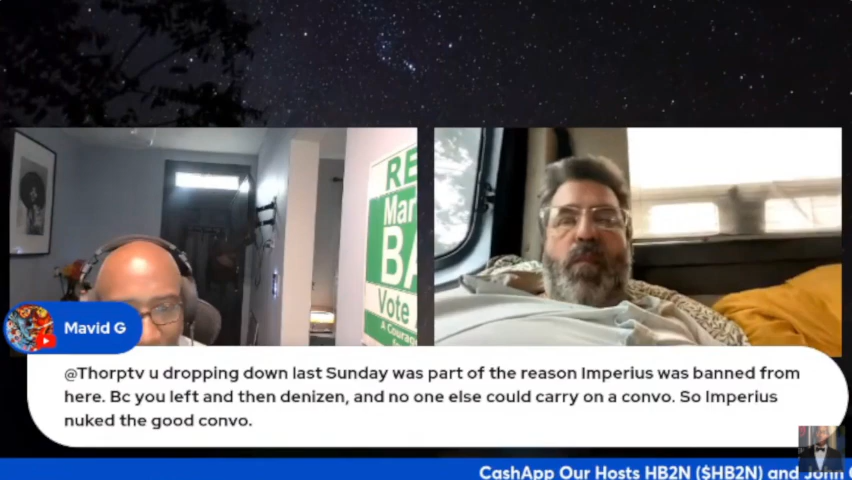 RE
Mar
BA
Vote
A Courag
Mavid G
@Thorptv u dropping down last Sunday was part of the reason Imperius was banned from
here. Bc you left and then denizen, and no one else could carry on a convo. So Imperius
nuked the good convo.
CashApp Our Hosts HB2N ($HB2N) and John